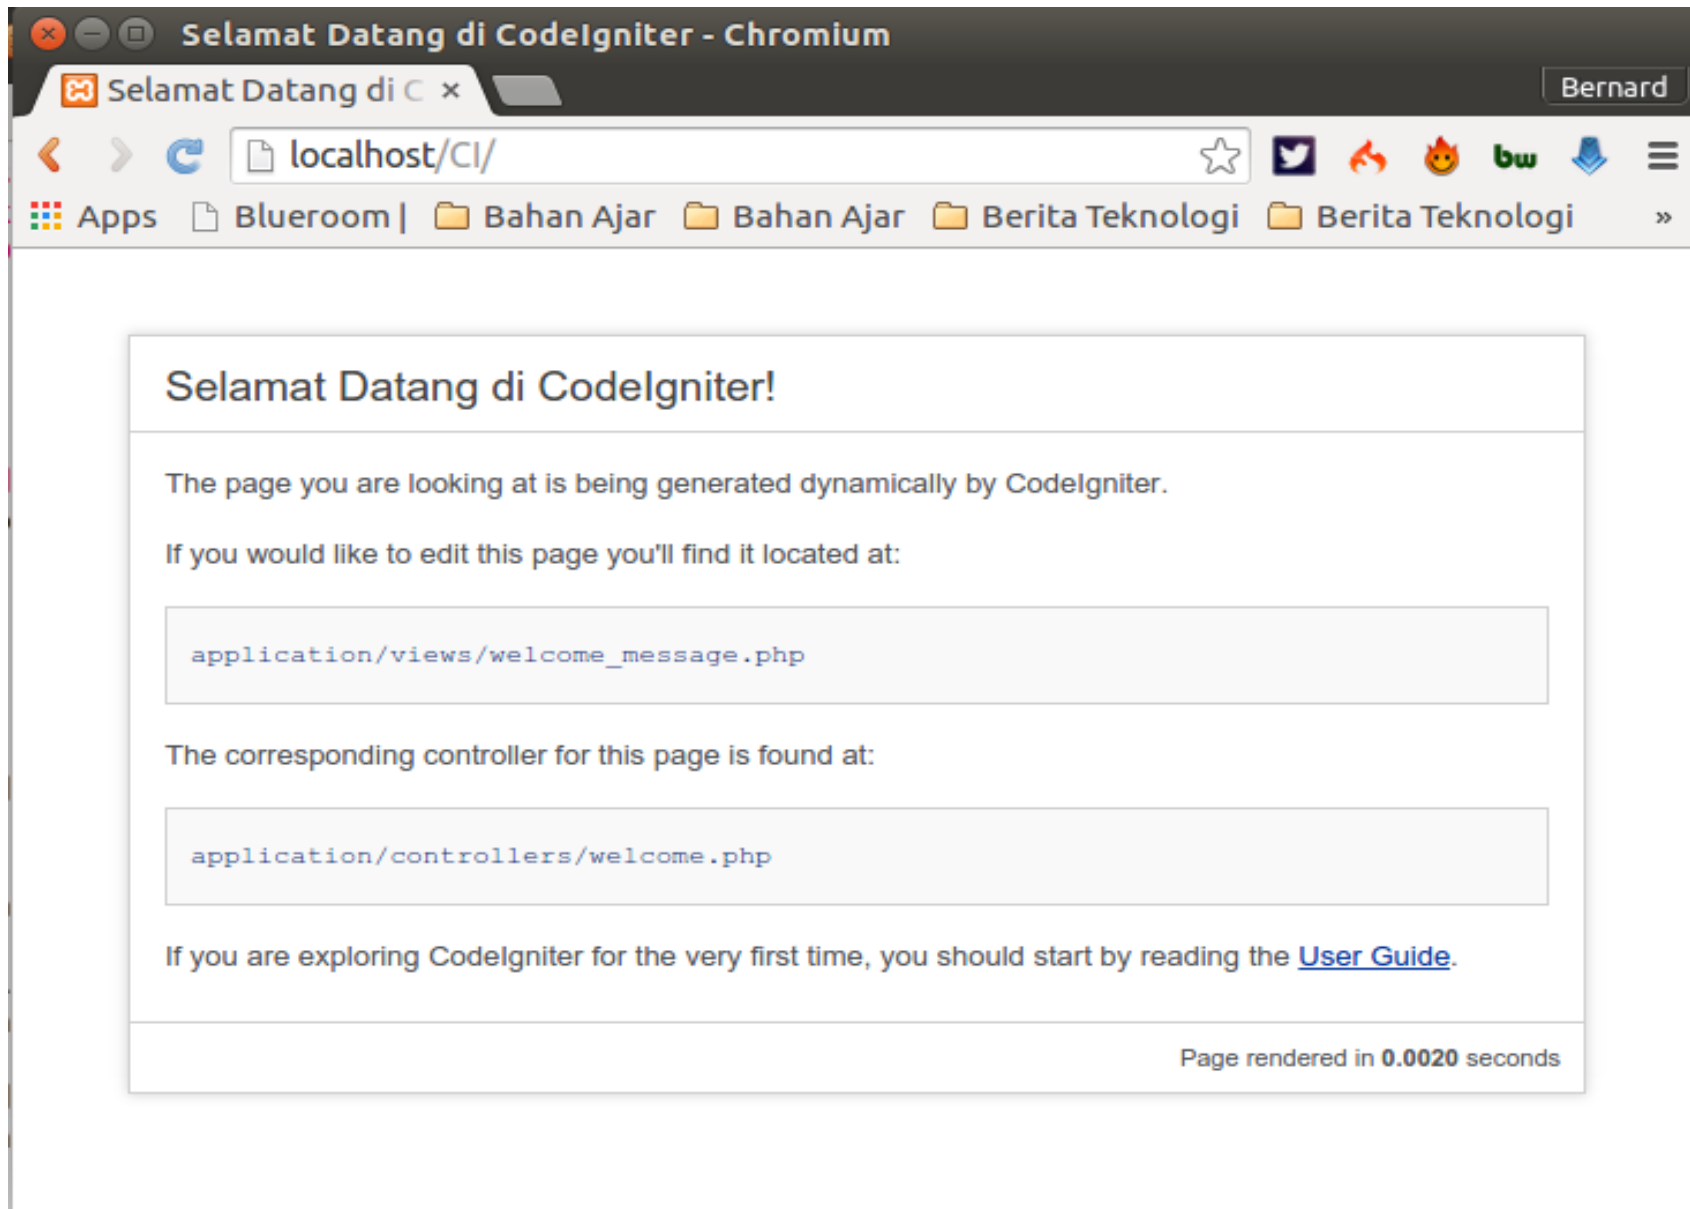 Selamat Datang di CodeIgniter - Chromium
Selamat Datang di C
Bernard
localhost/CI/
bw
Apps Blueroom | Bahan Ajar Bahan Ajar Berita Teknologi Berita Teknologi »
Selamat Datang di CodeIgniter!
The page you are looking at is being generated dynamically by CodeIgniter.
If you would like to edit this page you'll find it located at:
application/views/welcome_message.php
The corresponding controller for this page is found at:
application/controllers/welcome.php
If you are exploring CodeIgniter for the very first time, you should start by reading the User Guide.
Page rendered in 0.0020 seconds